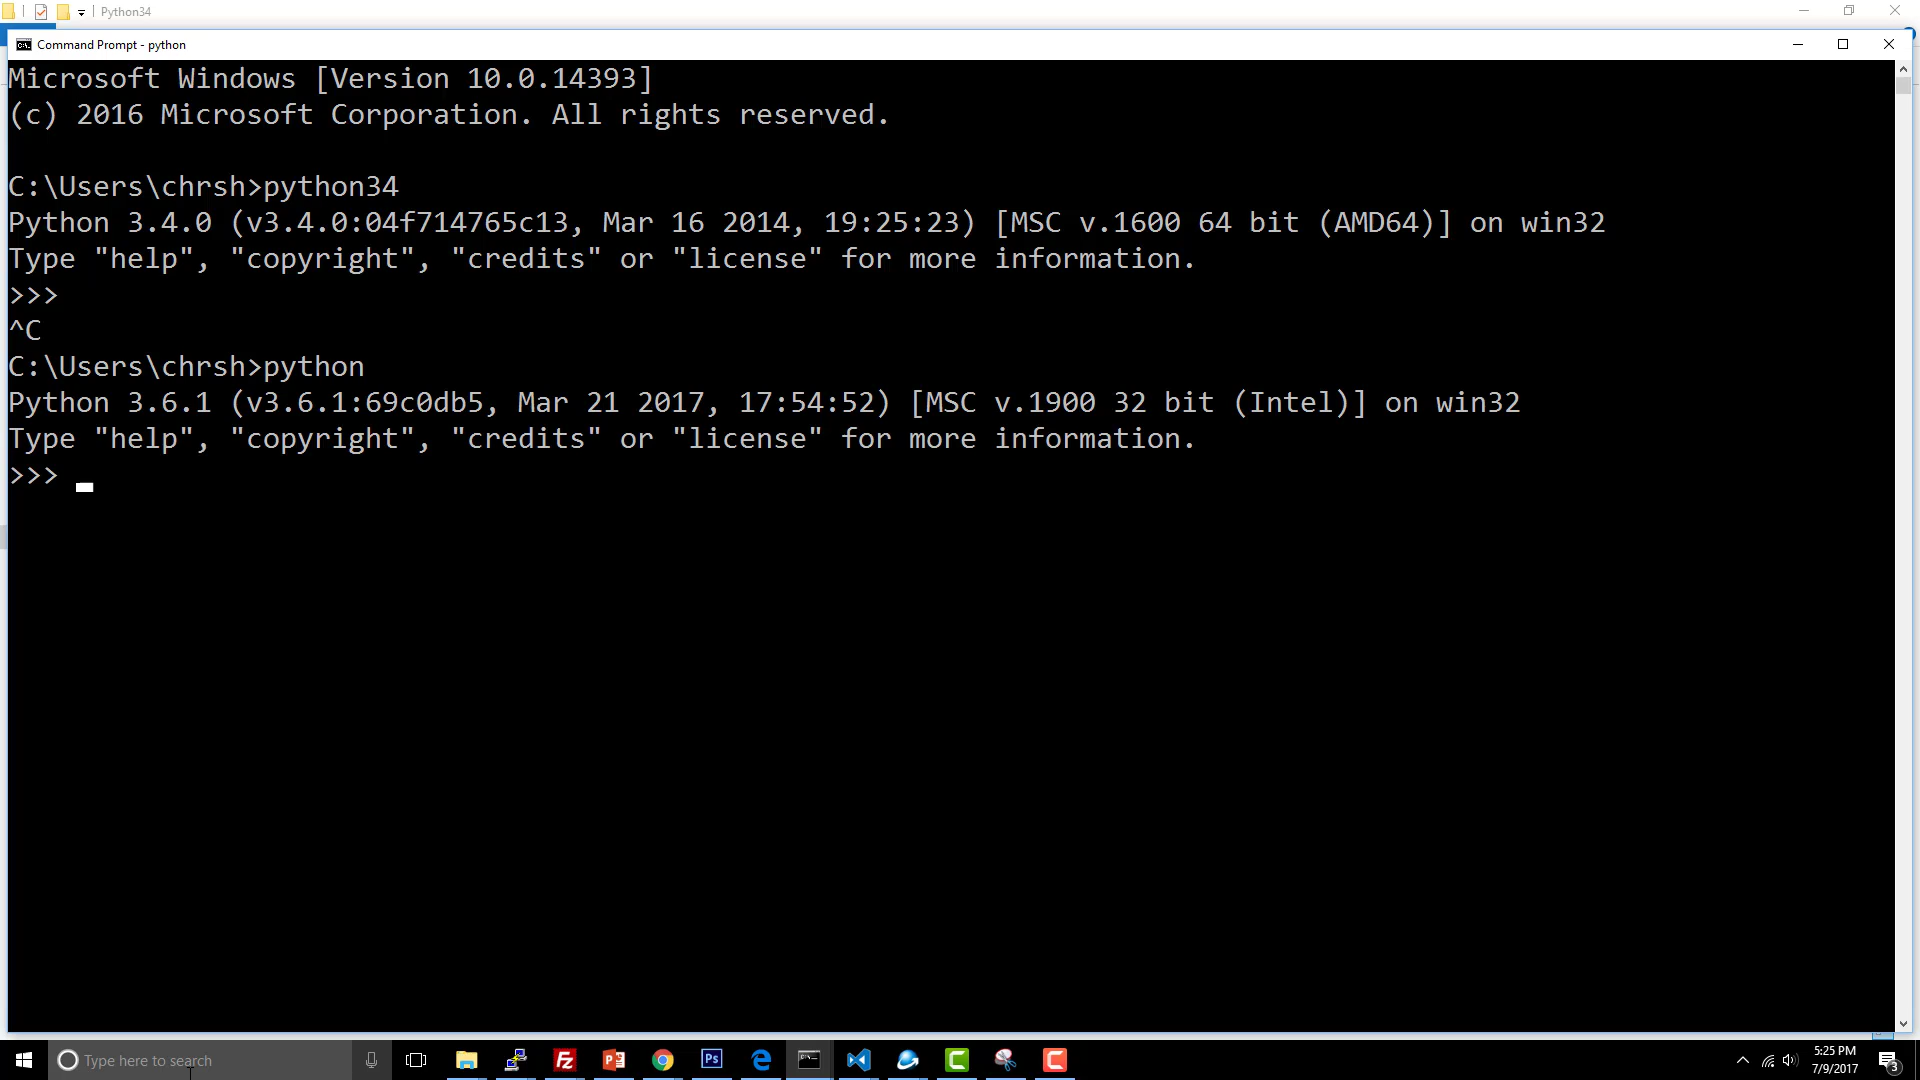 Python34
Command Prompt - python
Microsoft Windows [Version 10.0.14393]
(c) 2016 Microsoft Corporation. All rights reserved.
C:\Users\chrsh>python34
Python 3.4.0 (v3.4.0:04f714765c13, Mar 16 2014, 19:25:23) [MSC v.1600 64 bit (AMD64)] on win32
Type "help", "copyright", "credits" or "license" for more information.
>>>
^C
C:\Users\chrsh>python
Python 3.6.1 (v3.6.1:69c0db5, Mar 21 2017, 17:54:52) [MSC v.1900 32 bit (Intel)] on win32
Type "help", "copyright", "credits" or "license" for more information.
>>>
Type here to search
Fz
Ps
5:25 PM
7/9/2017
3